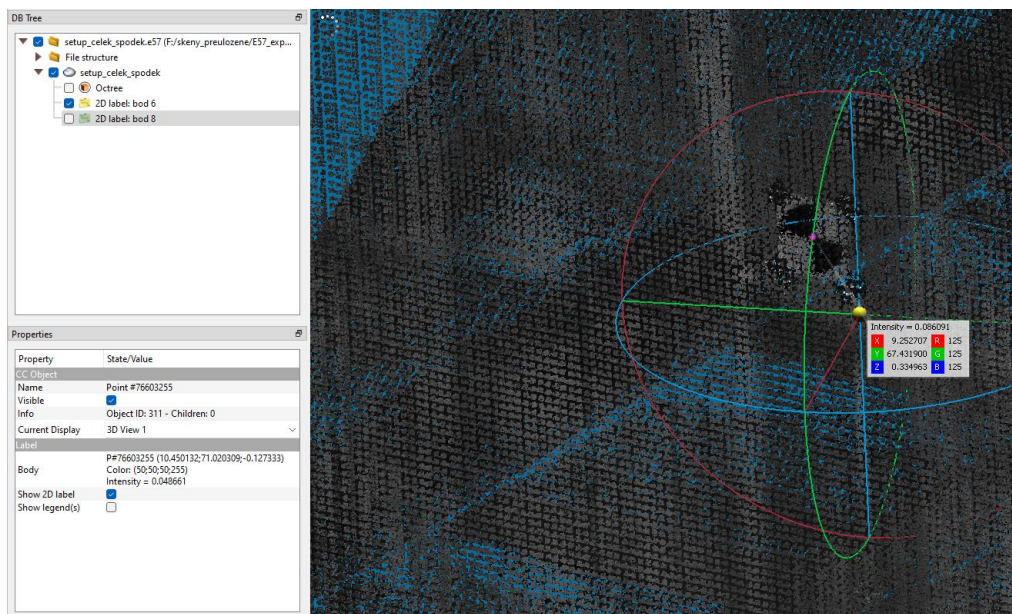 DB Tree
setup_celek_spodek.e57 (F:/skeny_preulozene/E57_exp...
File structure
setup_celek_spodek
Octree
2D label: bod 6
2D label: bod 8
Properties
Property State/Value
CC Object
Name Point #76603255
Visible
Info Object ID: 311 - Children: 0
Current Display 3D View 1
Label
Body P#76603255 (10.450132;71.020309;-0.127333)
Color: (50;50;50;255)
Intensity = 0.048661
Show 2D label
Show legend(s)
Intensity = 0.086091
X 9.252707 R 125
Y 67.431900 G 125
Z 0.334963 B 125